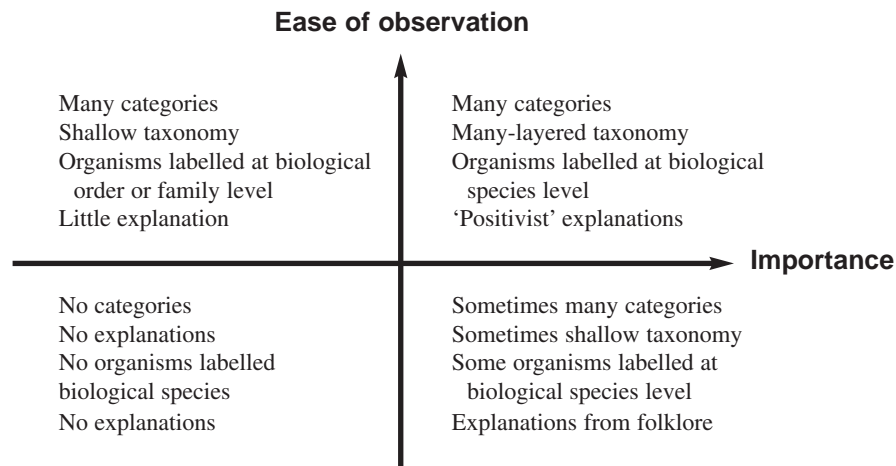 Ease of observation
Many categories
Shallow taxonomy
Organisms labelled at biological
order or family level
Little explanation
Many categories
Many-layered taxonomy
Organisms labelled at biological
species level
‘Positivist’ explanations
Importance
No categories
No explanations
No organisms labelled
biological species
No explanations
Sometimes many categories
Sometimes shallow taxonomy
Some organisms labelled at
biological species level
Explanations from folklore